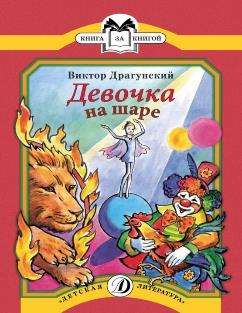 КНИГА ЗА КНИГОЙ
Виктор Драгунский
Девочка
на шаре
"ДЕТСКАЯ ЛИТЕРАТУРА"